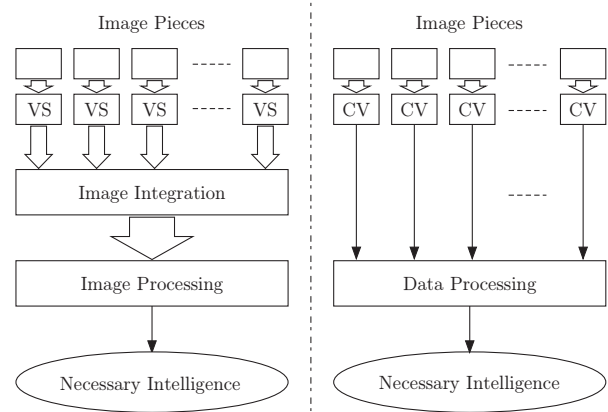 Image Pieces
VS VS VS VS
Image Integration
Image Processing
Necessary Intelligence
Image Pieces
CV CV CV CV
Data Processing
Necessary Intelligence